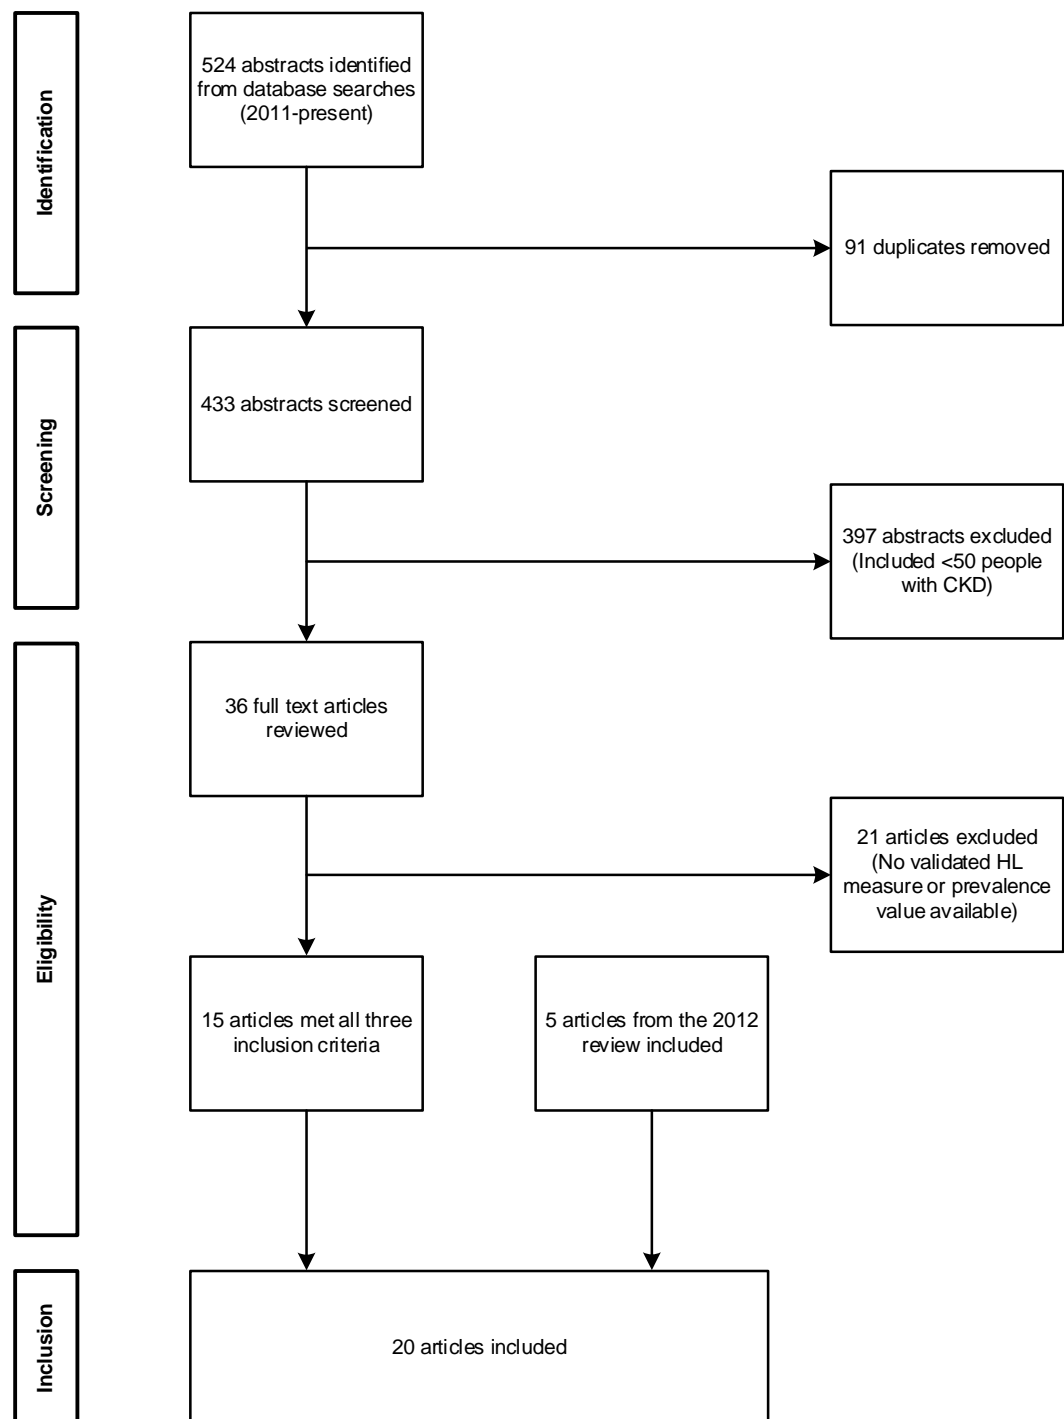 Identification
524 abstracts identified
from database searches
(2011-present)
91 duplicates removed
Screening
433 abstracts screened
397 abstracts excluded
(Included <50 people
with CKD)
Eligibility
36 full text articles
reviewed
21 articles excluded
(No validated HL
measure or prevalence
value available)
15 articles met all three
inclusion criteria
5 articles from the 2012
review included
Inclusion
20 articles included